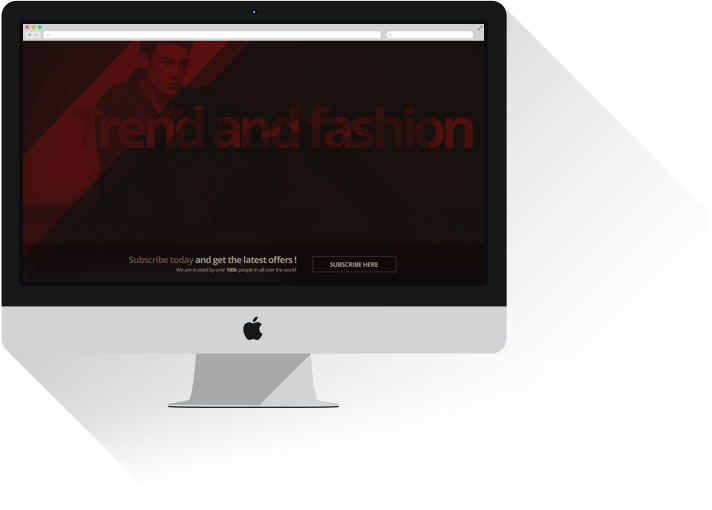 Trend and fashion
Subscribe today and get the latest offers !
We are trusted by over 100k people in all over the world
SUBSCRIBE HERE